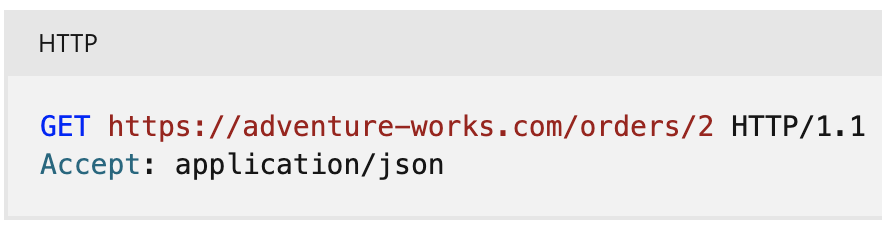 HTTP
GET https://adventure-works.com/orders/2 HTTP/1.1
Accept: application/json